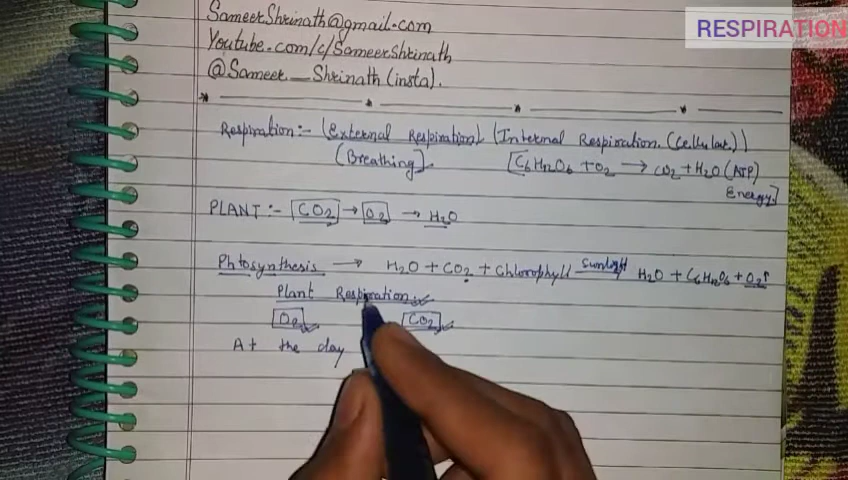 RESPIRATION
SameerShrinath@gmail.com
Youtube.com/c/SameerShrinath
@Sameer_Shrinath (insta).
Respiration:- (External Respiration) (Internal Respiration (Cellular))
(Breathing). [C6H12O6 + O2 → CO2 + H2O (ATP)
Energy]
PLANT:- [CO2] → [O2] → H2O
Phtosynthesis → H2O + CO2 + Chlorophyll Sunlight H2O + C6H12O6 + O2↑
Plant Respiration
[O2] [CO2]
At the day